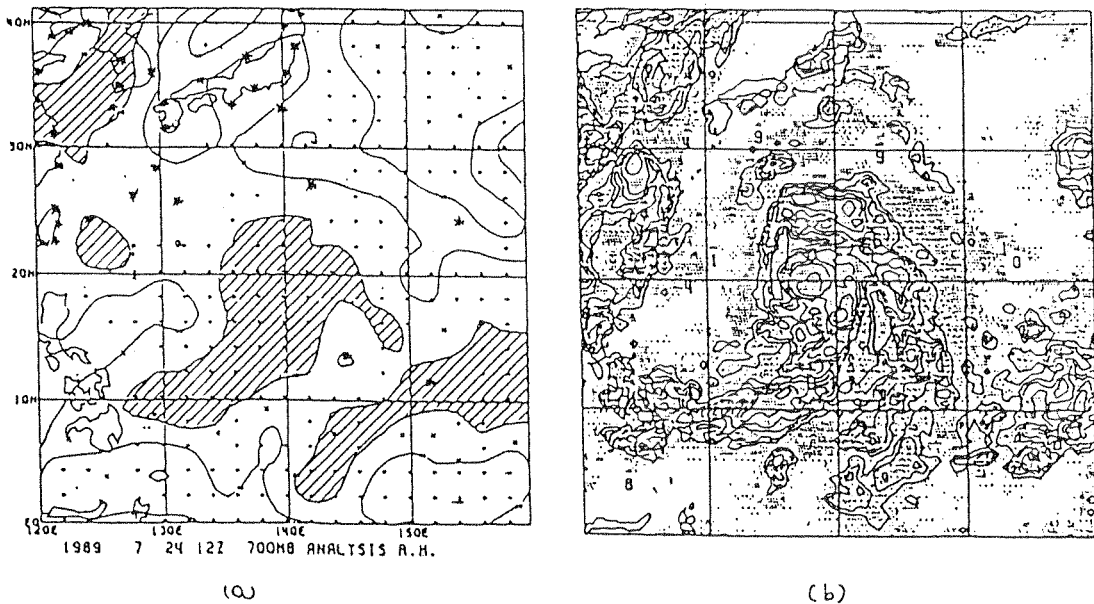 40N
30N
20N
10N
EQ
120E 130E 140E 150E
1989 7 24 12Z 700MB ANALYSIS R.H.
(a)
(b)